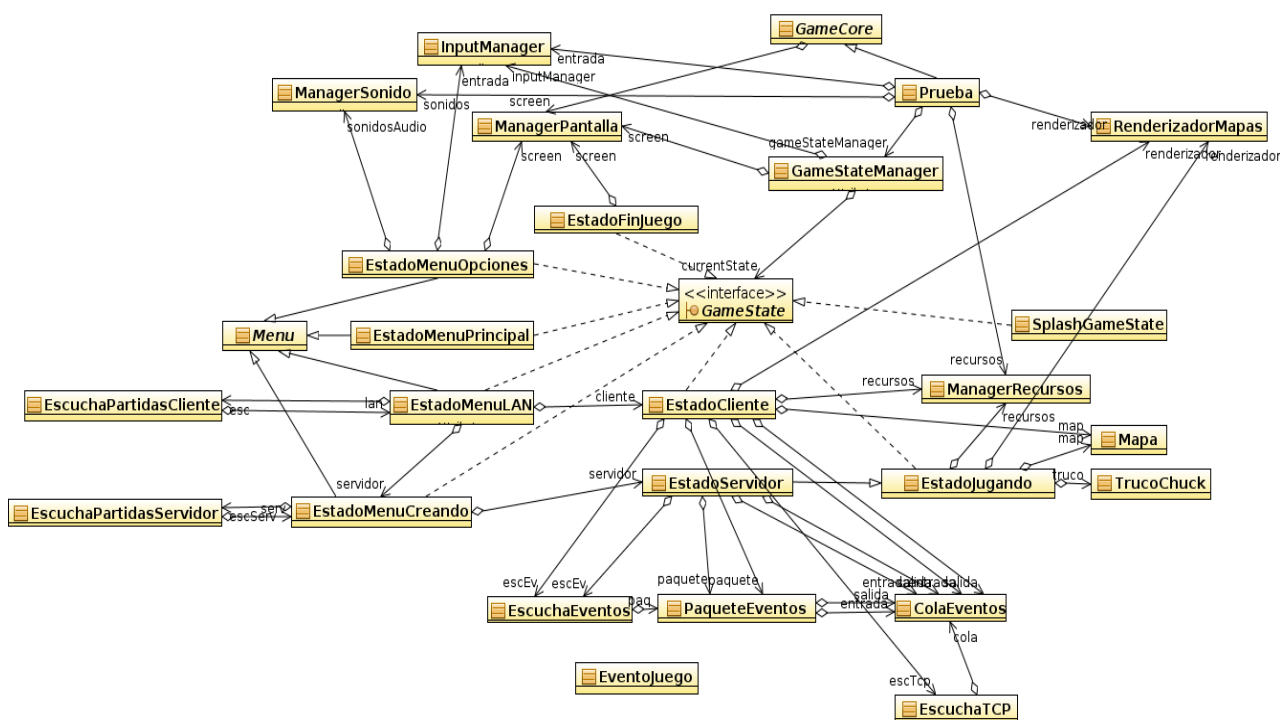 GameCore
InputManager
entrada
ManagerSonido
entrada
inputManager
Prueba
sonidos
screen
sonidosAudio
ManagerPantalla
renderizador
RenderizadorMapas
screen
gameStateManager
screen
screen
renderizador
renderizador
GameStateManager
EstadoFinJuego
EstadoMenuOpciones
currentState
<<interface>>
GameState
SplashGameState
Menu
EstadoMenuPrincipal
recursos
recursos
ManagerRecursos
EscuchaPartidasCliente
esc
lan
EstadoMenuLAN
cliente
EstadoCliente
recursos
map
map
Mapa
servidor
servidor
EstadoServidor
EstadoJugando
truco
TrucoChuck
EscuchaPartidasServidor
serv
escServ
EstadoMenuCreando
escEv
escEv
paquete
paquete
entrada
salida
entrada
salida
EscuchaEventos
paq
PaqueteEventos
salida
entrada
ColaEventos
cola
EventoJuego
escTcp
EscuchaTCP